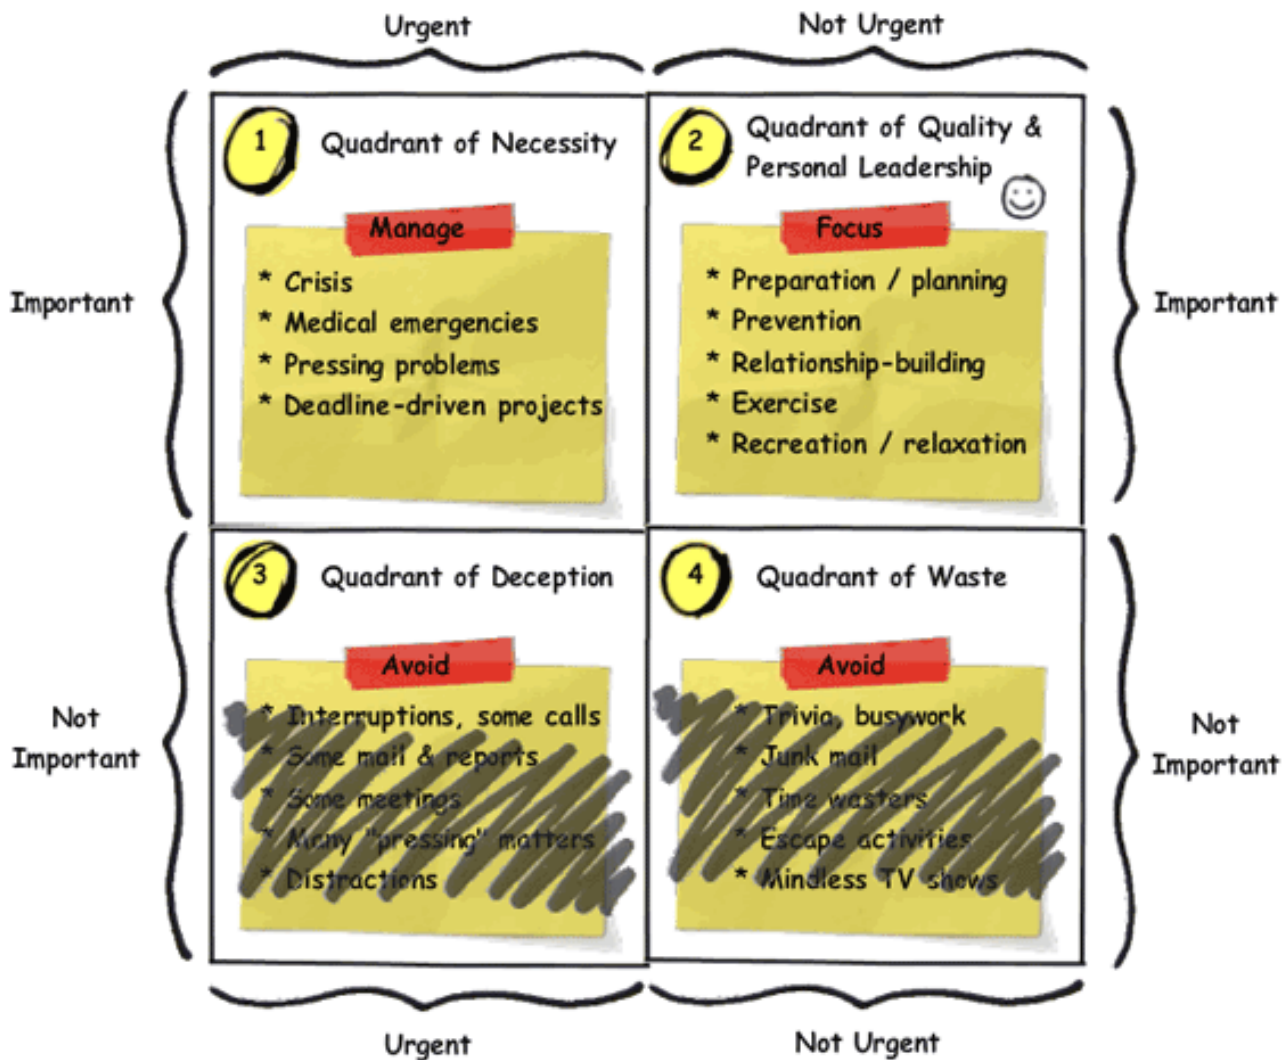 Urgent
Not Urgent
Important
Important
1
Quadrant of Necessity
Manage
* Crisis
* Medical emergencies
* Pressing problems
* Deadline-driven projects
2
Quadrant of Quality &
Personal Leadership
Focus
* Preparation / planning
* Prevention
* Relationship-building
* Exercise
* Recreation / relaxation
Not
Important
Not
Important
3
Quadrant of Deception
Avoid
* Interruptions, some calls
* Some mail & reports
* Some meetings
* Many "pressing" matters
* Distractions
4
Quadrant of Waste
Avoid
* Trivia, busywork
* Junk mail
* Time wasters
* Escape activities
* Mindless TV shows
Urgent
Not Urgent